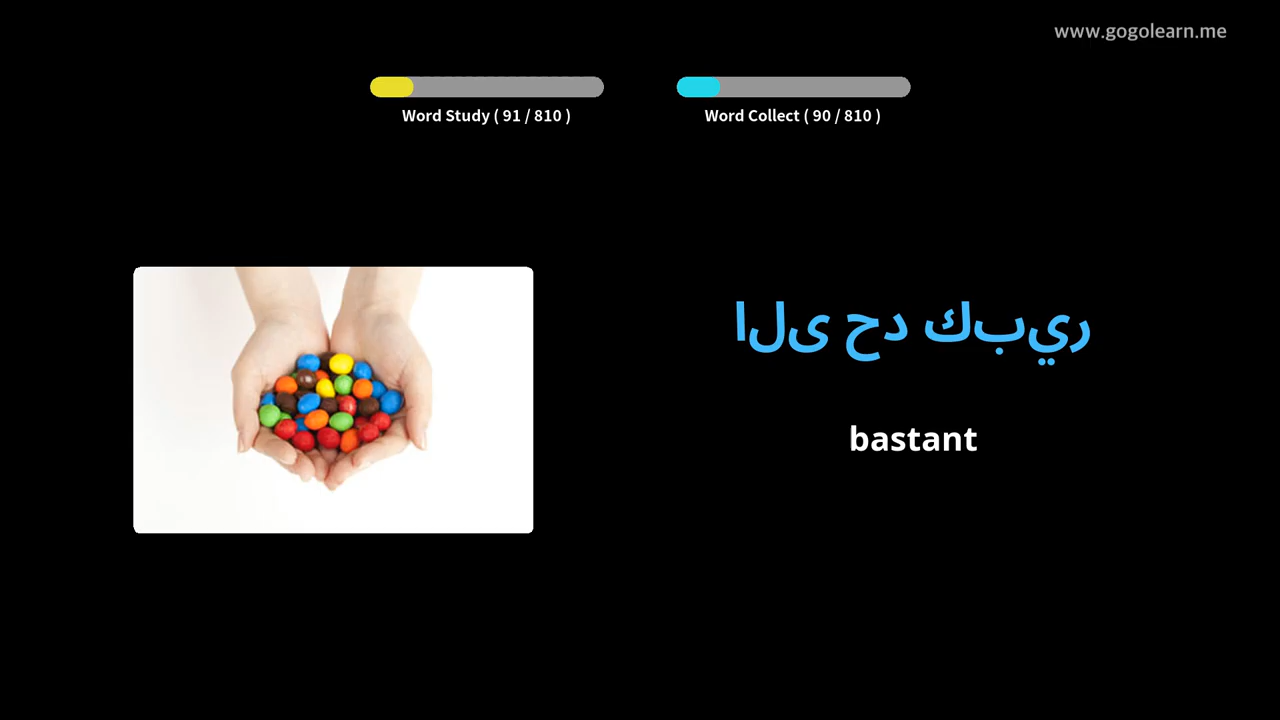 www.gogolearn.me
Word Study ( 91 / 810 )
Word Collect ( 90 / 810 )
الى حد كبير
bastant